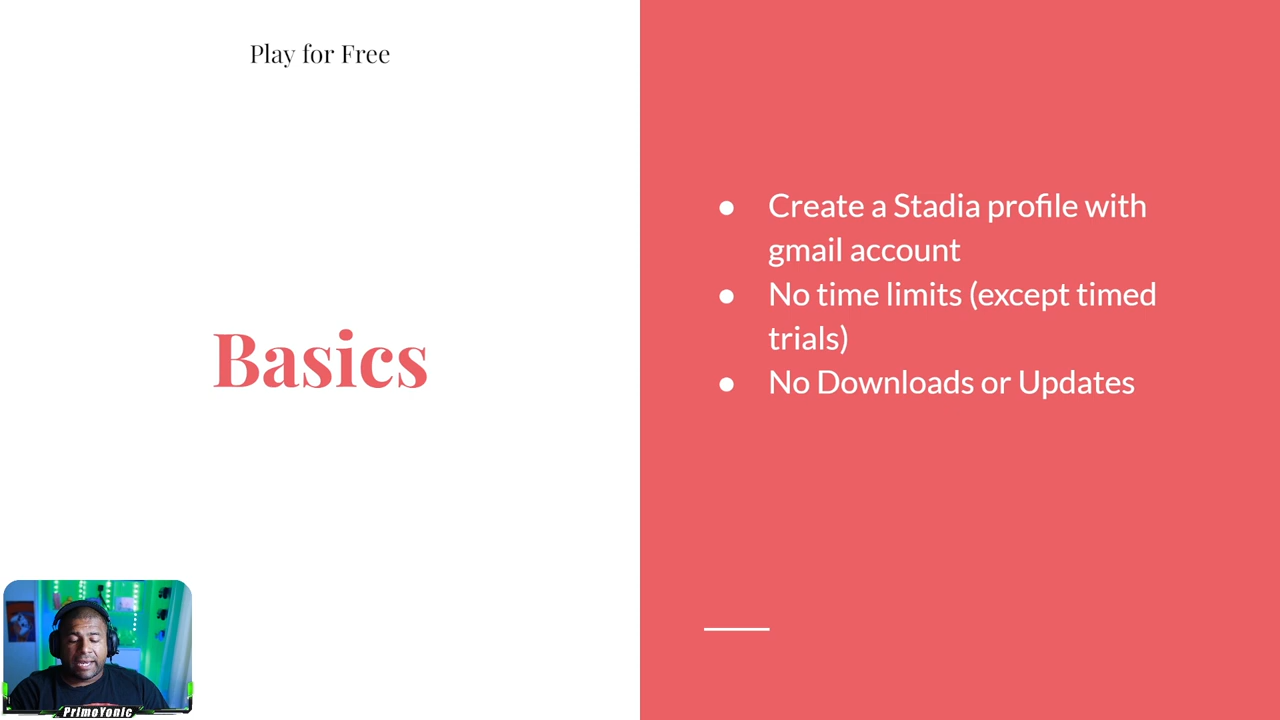 Play for Free
Basics
● Create a Stadia profile with
gmail account
● No time limits (except timed
trials)
● No Downloads or Updates
PrimoYonic